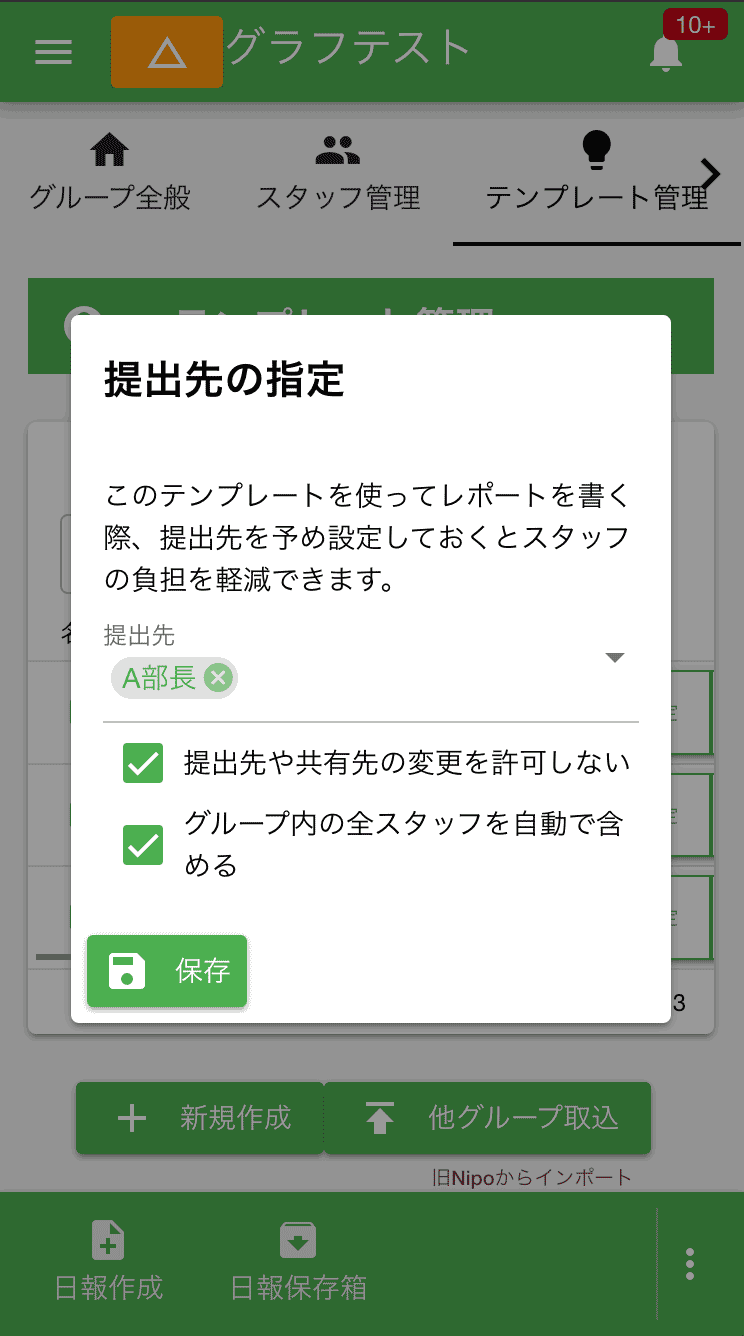 グラフテスト
10+
グループ全般
スタッフ管理
テンプレート管理
提出先の指定
このテンプレートを使ってレポートを書く
際、提出先を予め設定しておくとスタッフ
の負担を軽減できます。
提出先
A部長
提出先や共有先の変更を許可しない
グループ内の全スタッフを自動で含
める
保存
3
新規作成
他グループ取込
旧Nipoからインポート
日報作成
日報保存箱